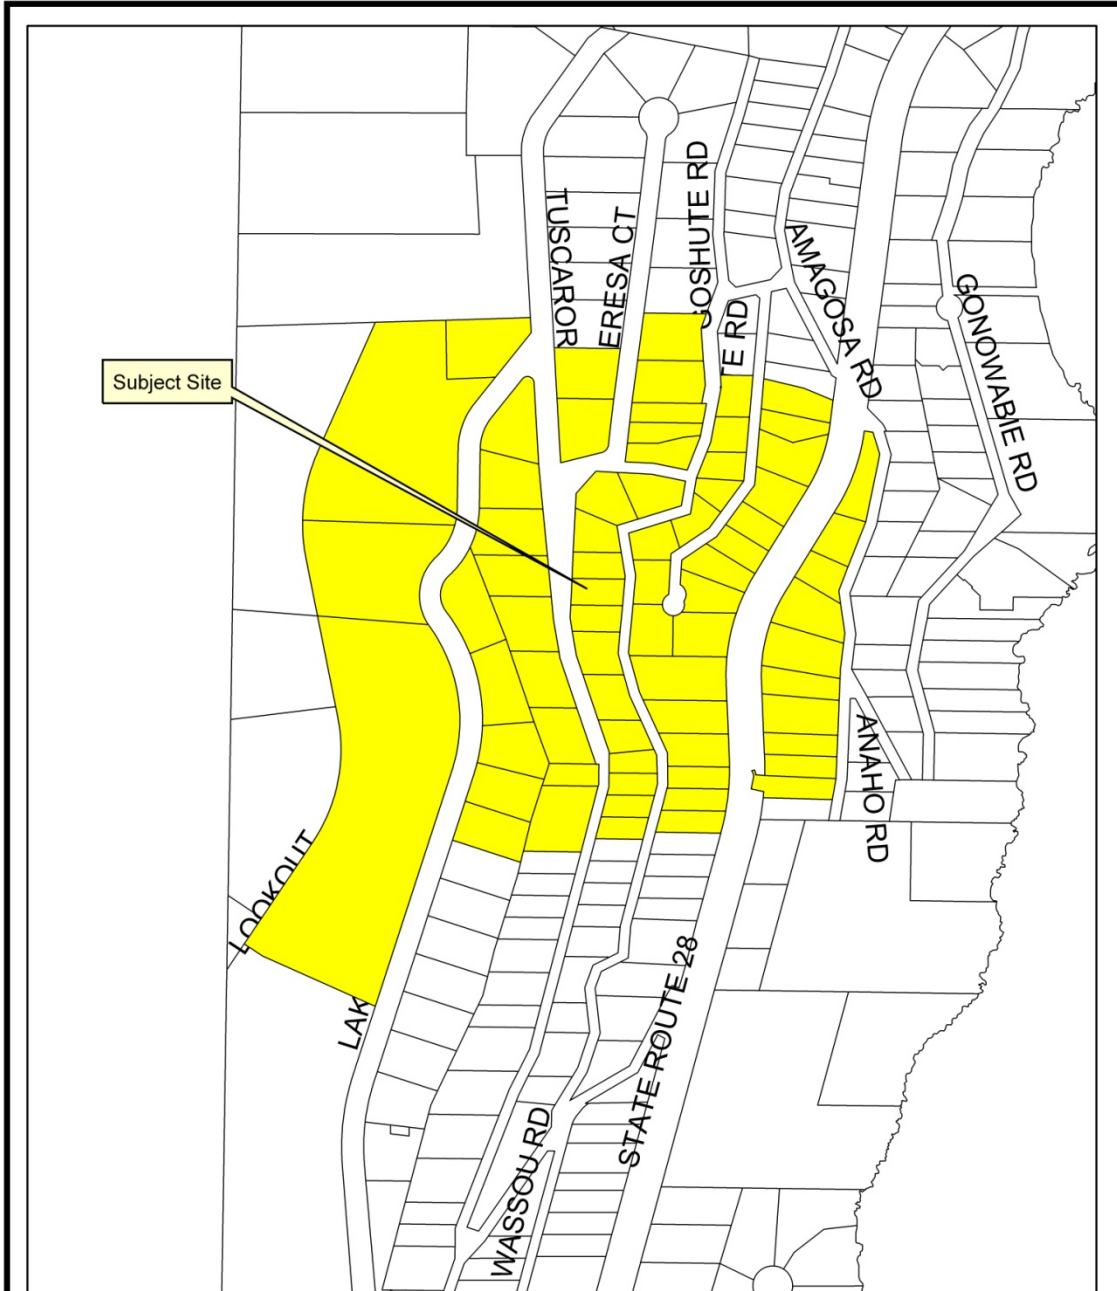 TUSCAROR
ERESA CT
GOSHUTE RD
TE RD
AMAGOSA RD
GONOWABIE RD
Subject Site
ANAHO RD
LOOKOUT
LAK
STATE ROUTE 28
WASSOU RD